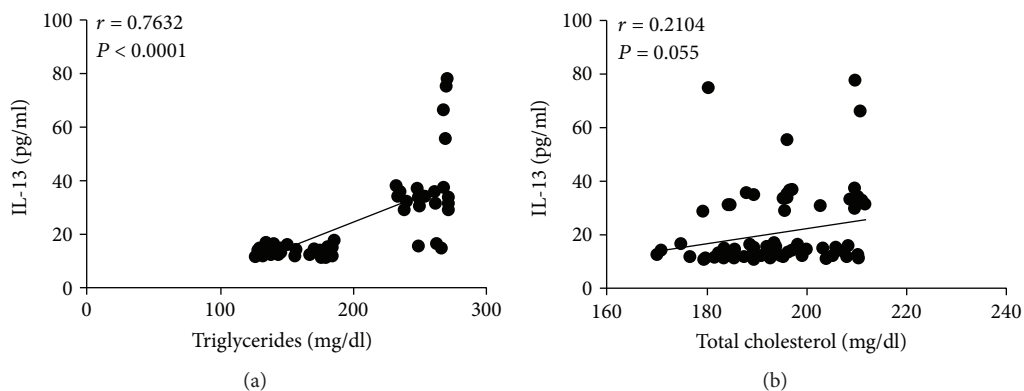 r = 0.7632
P < 0.0001
100
80
60
40
20
0
IL-13 (pg/ml)
0
100
200
300
Triglycerides (mg/dl)
(a)
r = 0.2104
P = 0.055
100
80
60
40
20
0
IL-13 (pg/ml)
160
180
200
220
240
Total cholesterol (mg/dl)
(b)